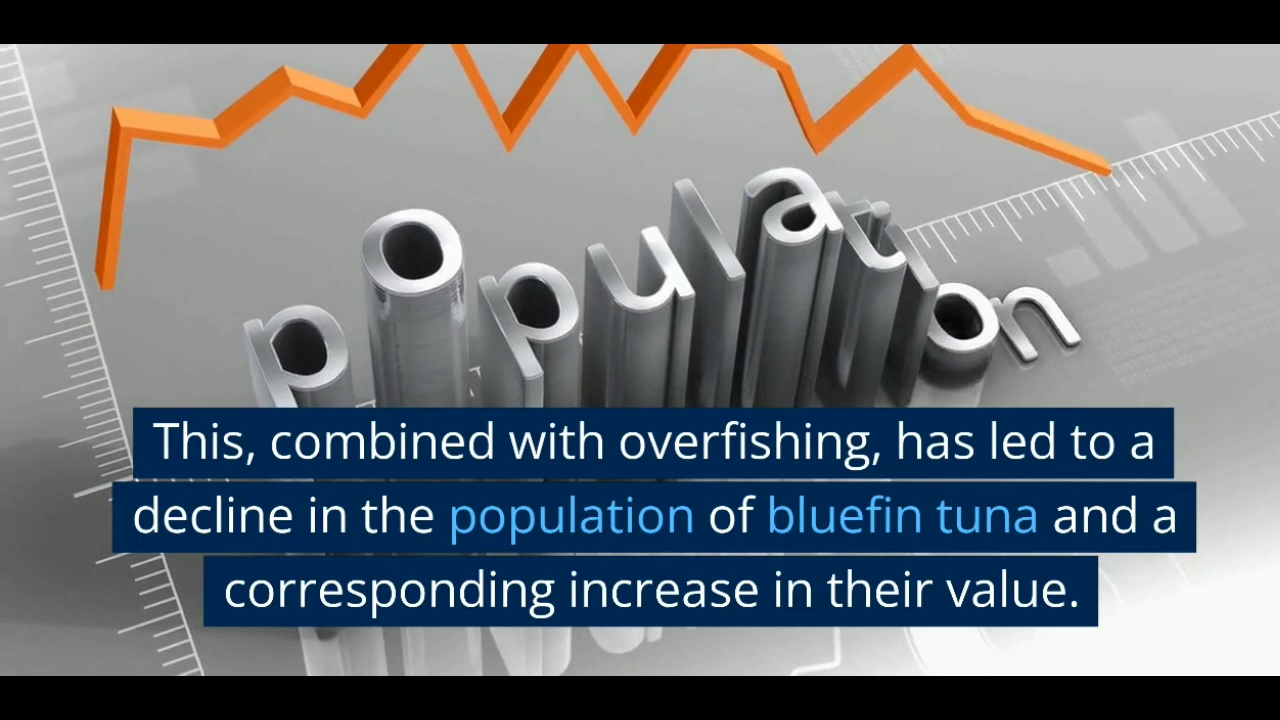 population
This, combined with overfishing, has led to a
decline in the population of bluefin tuna and a
corresponding increase in their value.